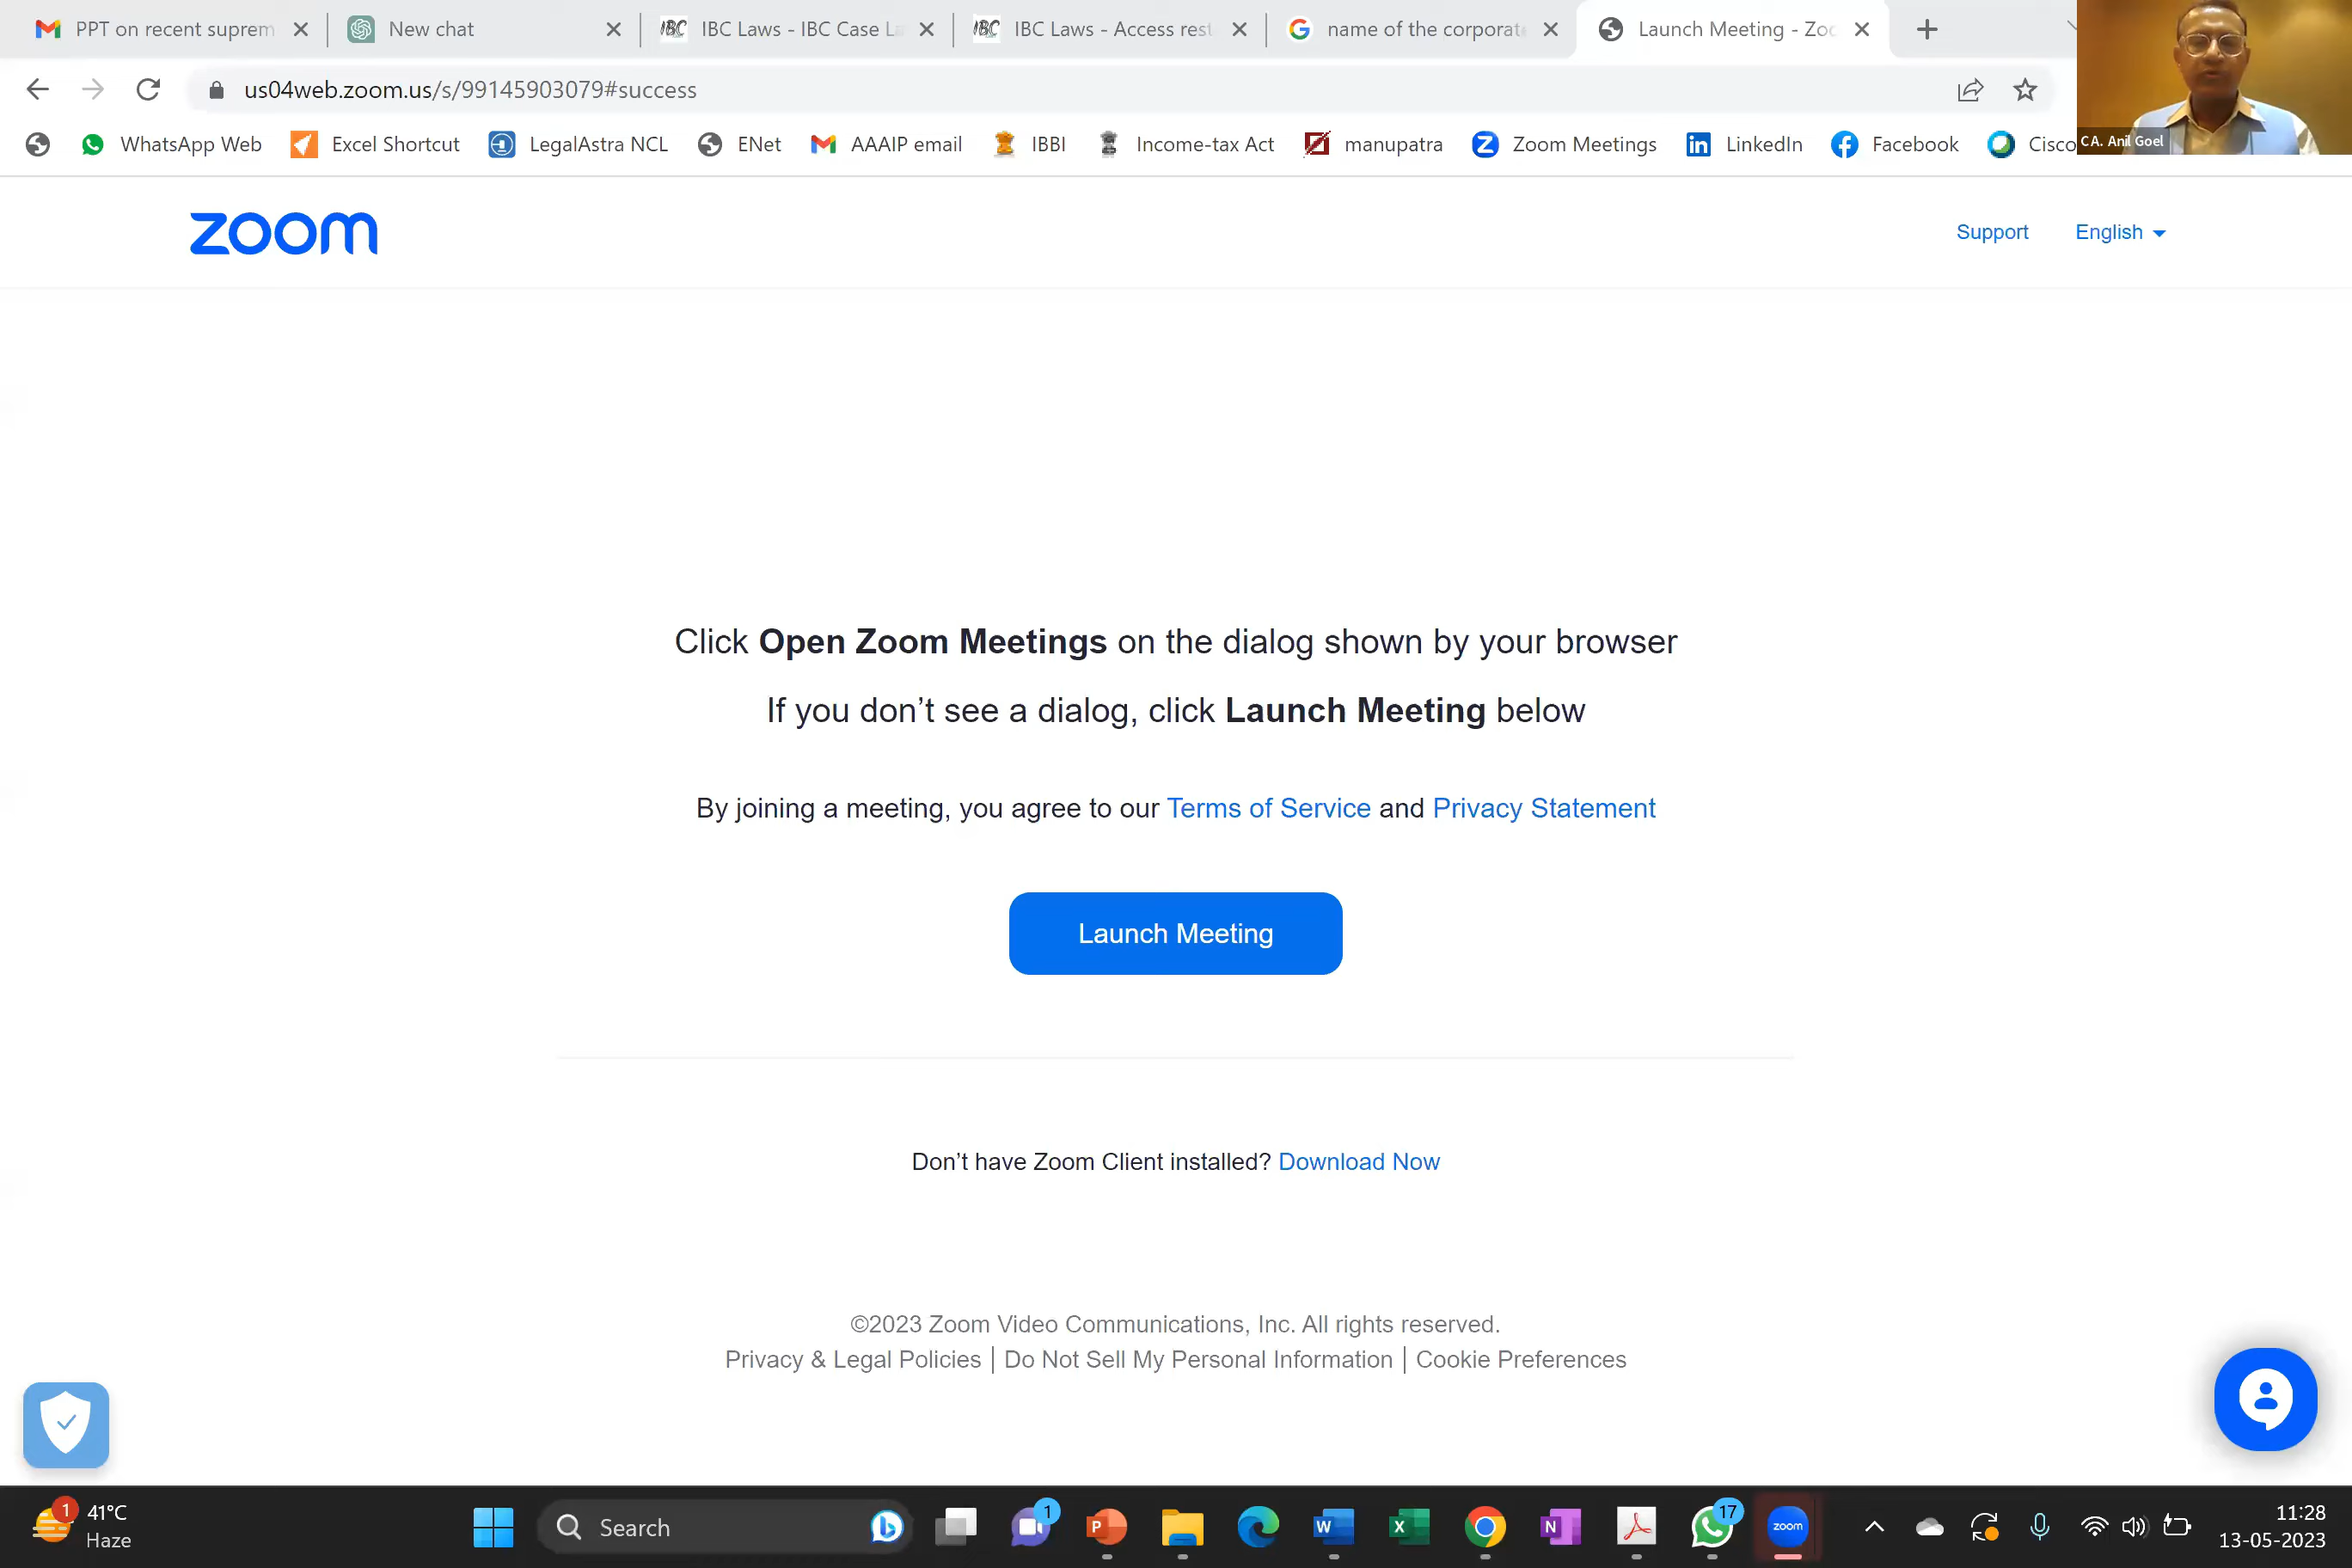 PPT on recent suprem
New chat
IBC Laws - IBC Case La
IBC Laws - Access rest
name of the corporate
Launch Meeting - Zoo
us04web.zoom.us/s/99145903079#success
WhatsApp Web
Excel Shortcut
LegalAstra NCL
ENet
AAAIP email
IBBI
Income-tax Act
manupatra
Zoom Meetings
LinkedIn
Facebook
Cisco
CA. Anil Goel
zoom
Support
English
Click Open Zoom Meetings on the dialog shown by your browser
If you don’t see a dialog, click Launch Meeting below
By joining a meeting, you agree to our Terms of Service and Privacy Statement
Launch Meeting
Don’t have Zoom Client installed? Download Now
©2023 Zoom Video Communications, Inc. All rights reserved.
Privacy & Legal Policies | Do Not Sell My Personal Information | Cookie Preferences
1
41°C
Haze
Search
1
17
zoom
11:28
13-05-2023